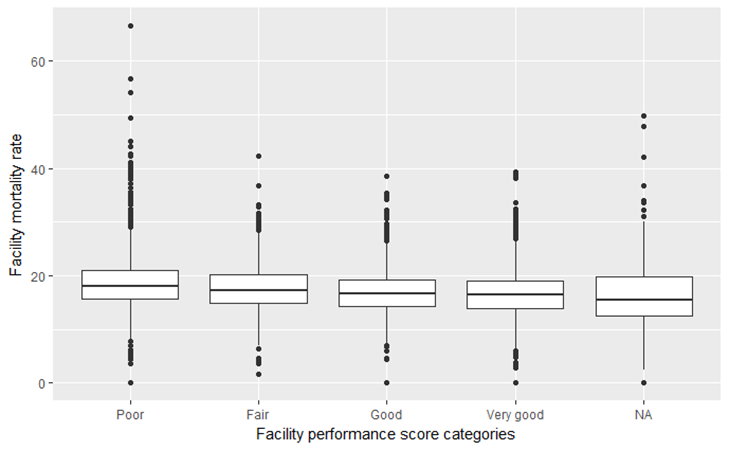 Facility mortality rate
60
40
20
0
Poor Fair Good Very good NA
Facility performance score categories